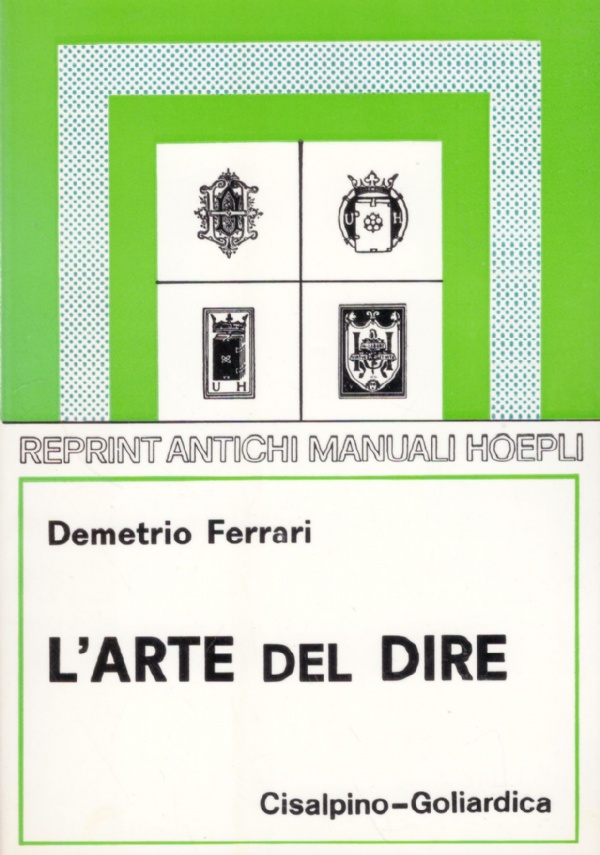 U H
U H
REPRINT ANTICHI MANUALI HOEPLI
Demetrio Ferrari
L'ARTE DEL DIRE
Cisalpino-Goliardica